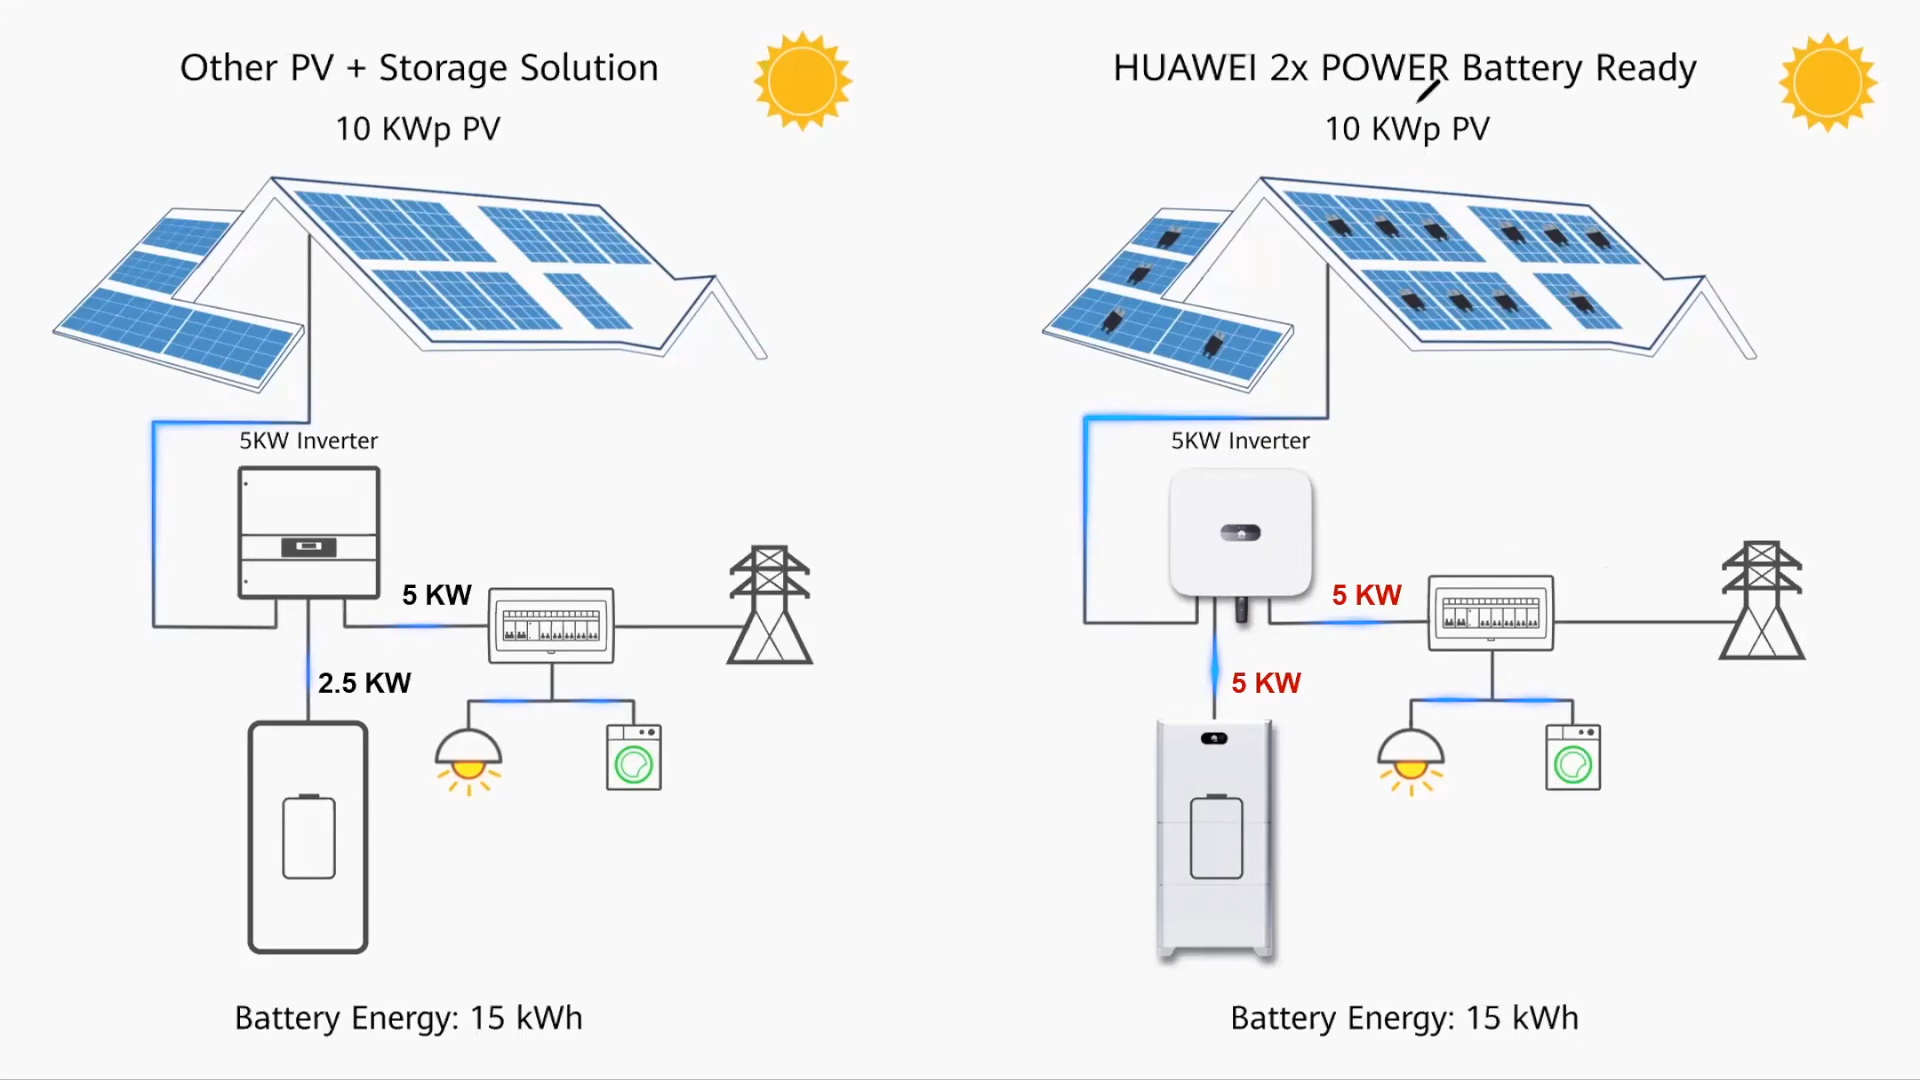 Other PV + Storage Solution
10 KWp PV
5KW Inverter
5 KW
2.5 KW
Battery Energy: 15 kWh
HUAWEI 2x POWER Battery Ready
10 KWp PV
5KW Inverter
5 KW
5 KW
Battery Energy: 15 kWh